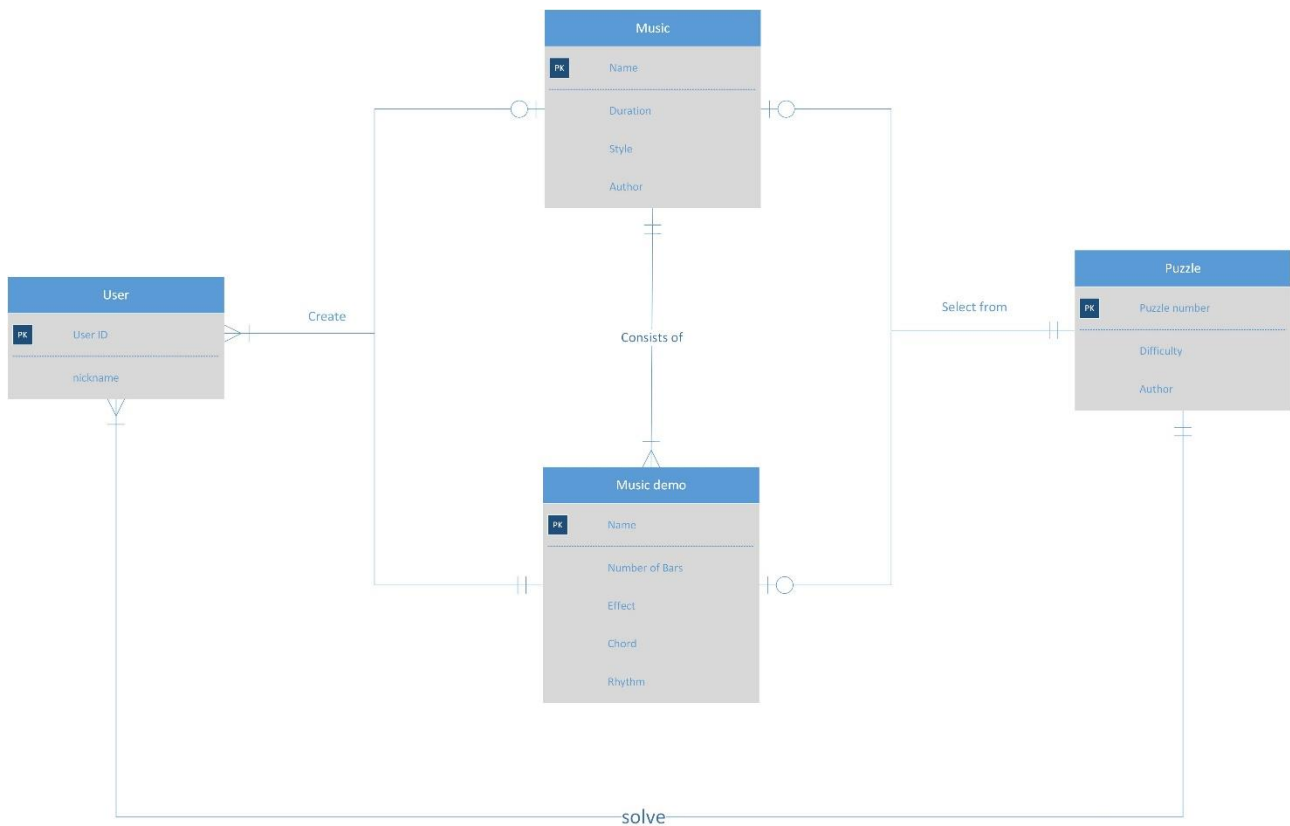 Music
PK Name
Duration
Style
Author
User
PK User ID
nickname
Create
Consists of
Select from
Puzzle
PK Puzzle number
Difficulty
Author
Music demo
PK Name
Number of Bars
Effect
Chord
Rhythm
solve